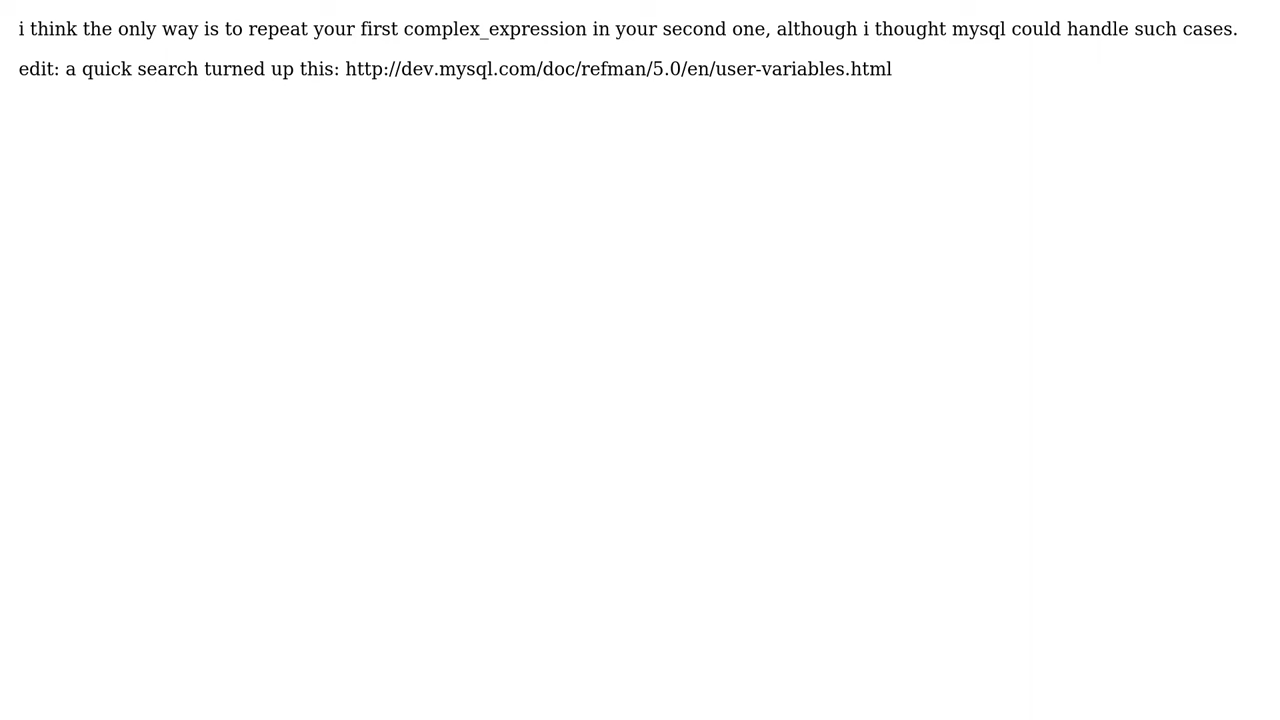 i think the only way is to repeat your first complex_expression in your second one, although i thought mysql could handle such cases.
edit: a quick search turned up this: http://dev.mysql.com/doc/refman/5.0/en/user-variables.html